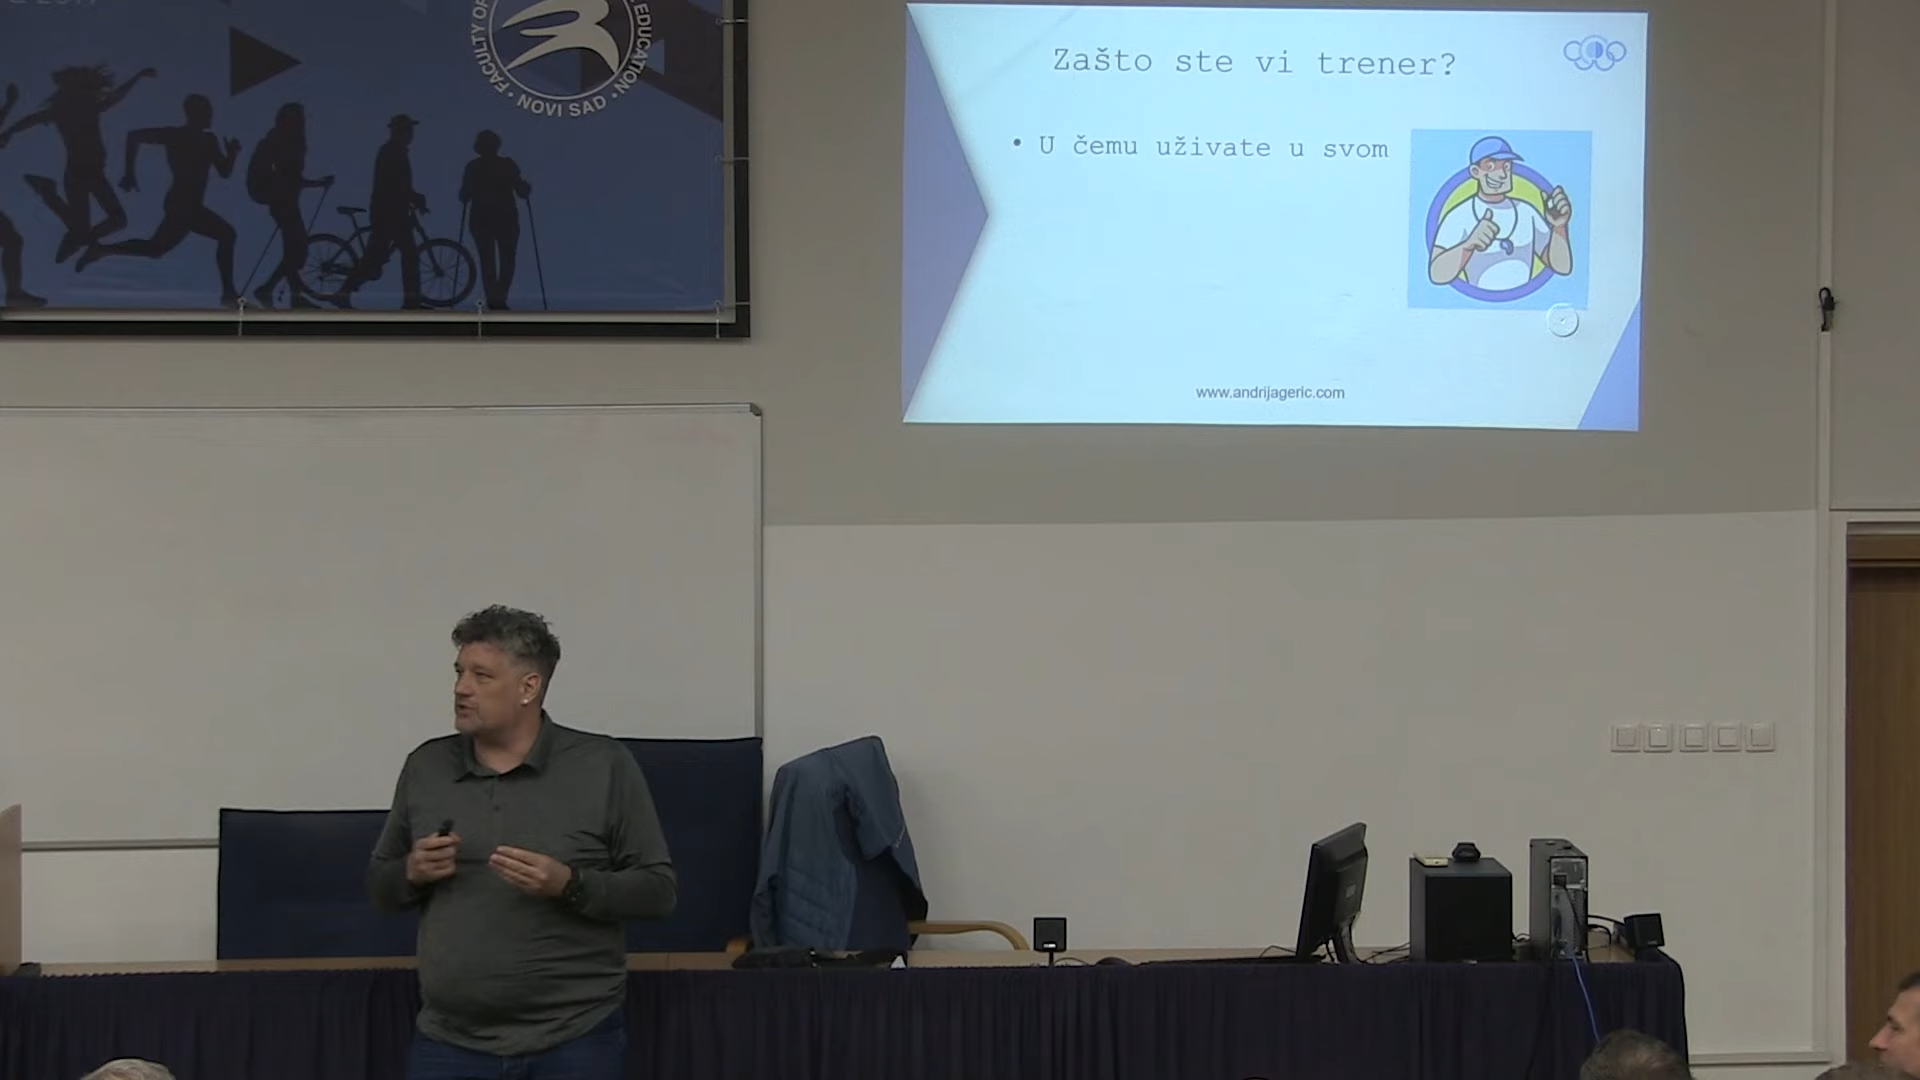 FACULTY OF
EDUCATION
• NOVI SAD •
Zašto ste vi trener?
• U čemu uživate u svom
www.andrijageric.com